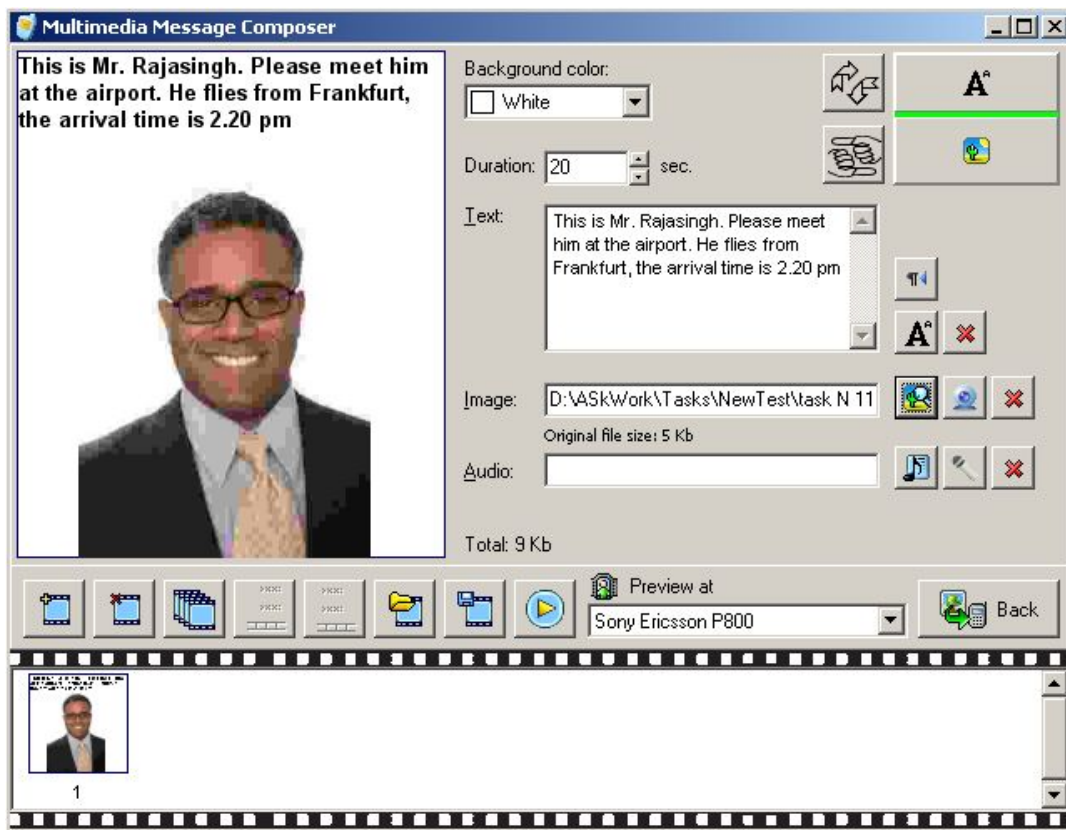 Multimedia Message Composer
This is Mr. Rajasingh. Please meet him
at the airport. He flies from Frankfurt,
the arrival time is 2.20 pm
Background color:
White
Duration: 20 sec.
Text:
This is Mr. Rajasingh. Please meet
him at the airport. He flies from
Frankfurt, the arrival time is 2.20 pm
Image: D:\ASkWork\Tasks\NewTest\task N 11
Original file size: 5 Kb
Audio:
Total: 9 Kb
Preview at
Sony Ericsson P800
Back
1